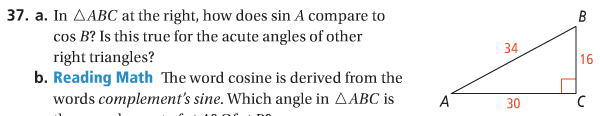 37. a. In △ABC at the right, how does sin A compare to
cos B? Is this true for the acute angles of other
right triangles?
b. Reading Math The word cosine is derived from the
words complement's sine. Which angle in △ABC is
B
34
16
A
30
C